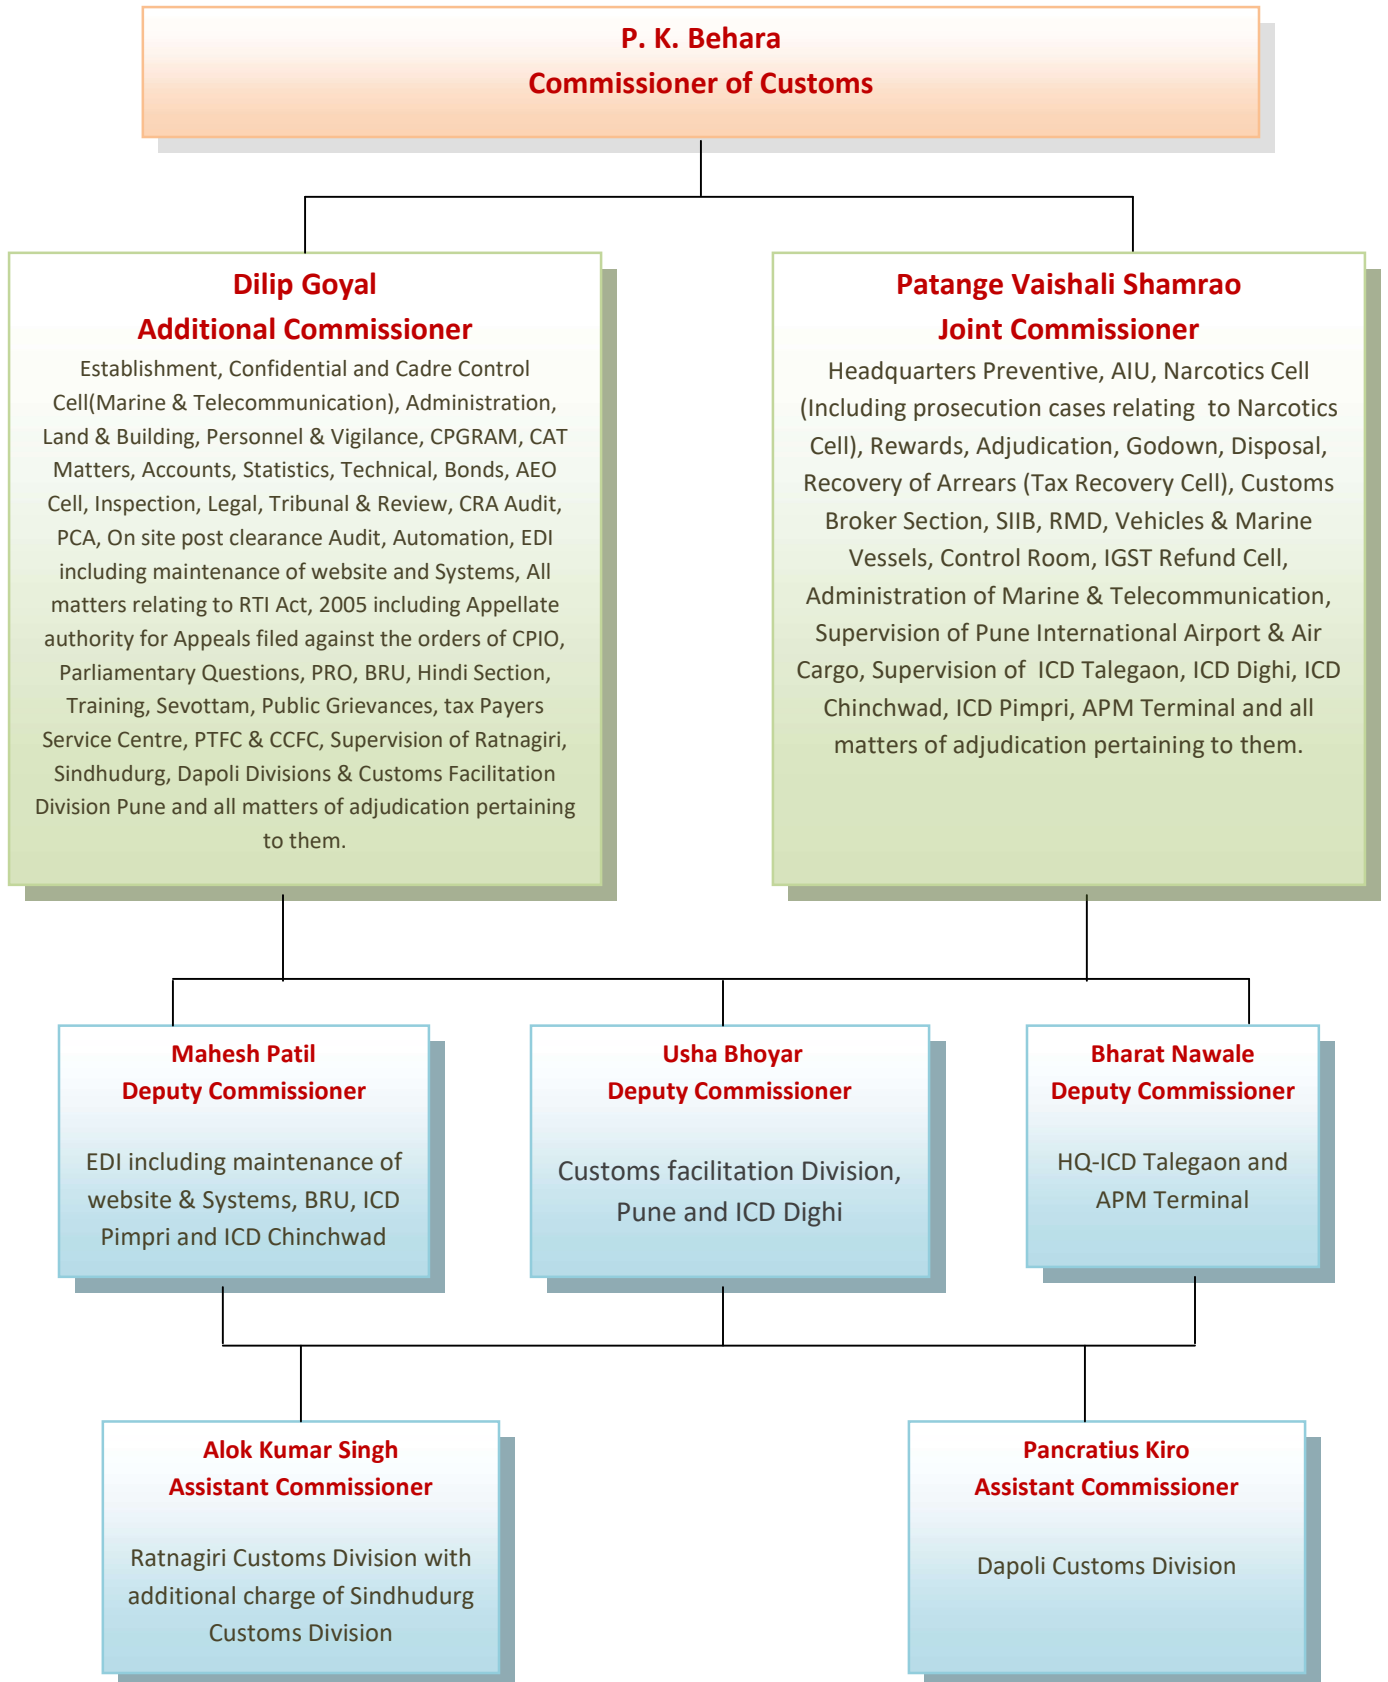 P. K. Behara
Commissioner of Customs
Dilip Goyal
Additional Commissioner
Establishment, Confidential and Cadre Control
Cell(Marine & Telecommunication), Administration,
Land & Building, Personnel & Vigilance, CPGRAM, CAT
Matters, Accounts, Statistics, Technical, Bonds, AEO
Cell, Inspection, Legal, Tribunal & Review, CRA Audit,
PCA, On site post clearance Audit, Automation, EDI
including maintenance of website and Systems, All
matters relating to RTI Act, 2005 including Appellate
authority for Appeals filed against the orders of CPIO,
Parliamentary Questions, PRO, BRU, Hindi Section,
Training, Sevottam, Public Grievances, tax Payers
Service Centre, PTFC & CCFC, Supervision of Ratnagiri,
Sindhudurg, Dapoli Divisions & Customs Facilitation
Division Pune and all matters of adjudication pertaining
to them.
Patange Vaishali Shamrao
Joint Commissioner
Headquarters Preventive, AIU, Narcotics Cell
(Including prosecution cases relating  to Narcotics
Cell), Rewards, Adjudication, Godown, Disposal,
Recovery of Arrears (Tax Recovery Cell), Customs
Broker Section, SIIB, RMD, Vehicles & Marine
Vessels, Control Room, IGST Refund Cell,
Administration of Marine & Telecommunication,
Supervision of Pune International Airport & Air
Cargo, Supervision of  ICD Talegaon, ICD Dighi, ICD
Chinchwad, ICD Pimpri, APM Terminal and all
matters of adjudication pertaining to them.
Mahesh Patil
Deputy Commissioner
EDI including maintenance of
website & Systems, BRU, ICD
Pimpri and ICD Chinchwad
Usha Bhoyar
Deputy Commissioner
Customs facilitation Division,
Pune and ICD Dighi
Bharat Nawale
Deputy Commissioner
HQ-ICD Talegaon and
APM Terminal
Alok Kumar Singh
Assistant Commissioner
Ratnagiri Customs Division with
additional charge of Sindhudurg
Customs Division
Pancratius Kiro
Assistant Commissioner
Dapoli Customs Division